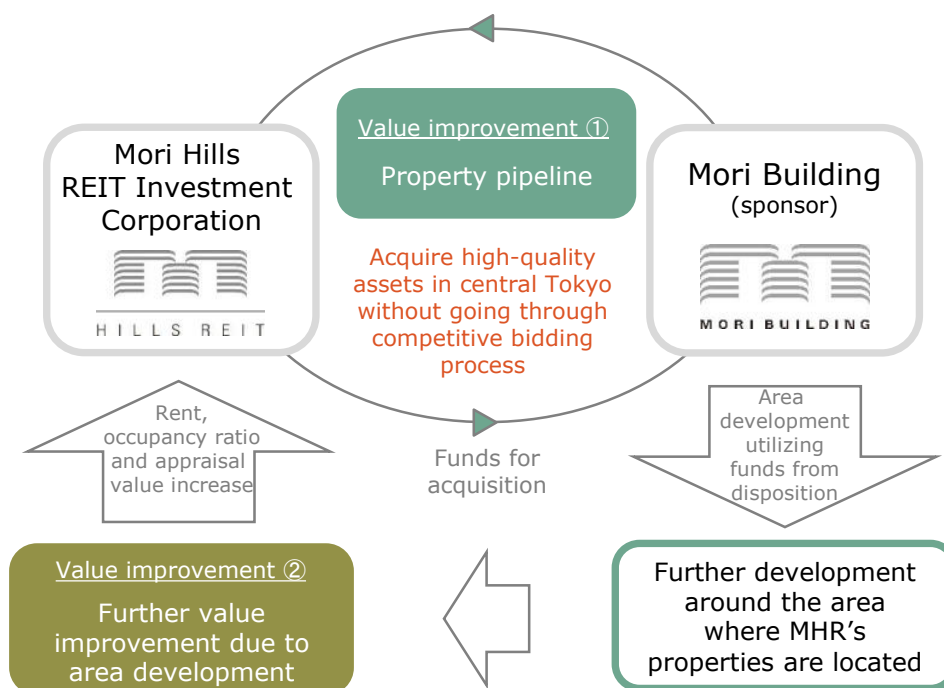 Value improvement ①
Property pipeline
Mori Hills
REIT Investment
Corporation
HILLS REIT
Mori Building
(sponsor)
MORI BUILDING
Acquire high-quality
assets in central Tokyo
without going through
competitive bidding
process
Funds for
acquisition
Rent,
occupancy ratio
and appraisal
value increase
Area
development
utilizing
funds from
disposition
Value improvement ②
Further value
improvement due to
area development
Further development
around the area
where MHR's
properties are located